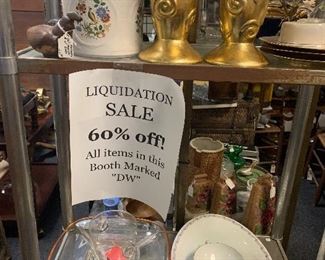 LIQUIDATION
SALE
60% off!
All items in this
Booth Marked
"DW"